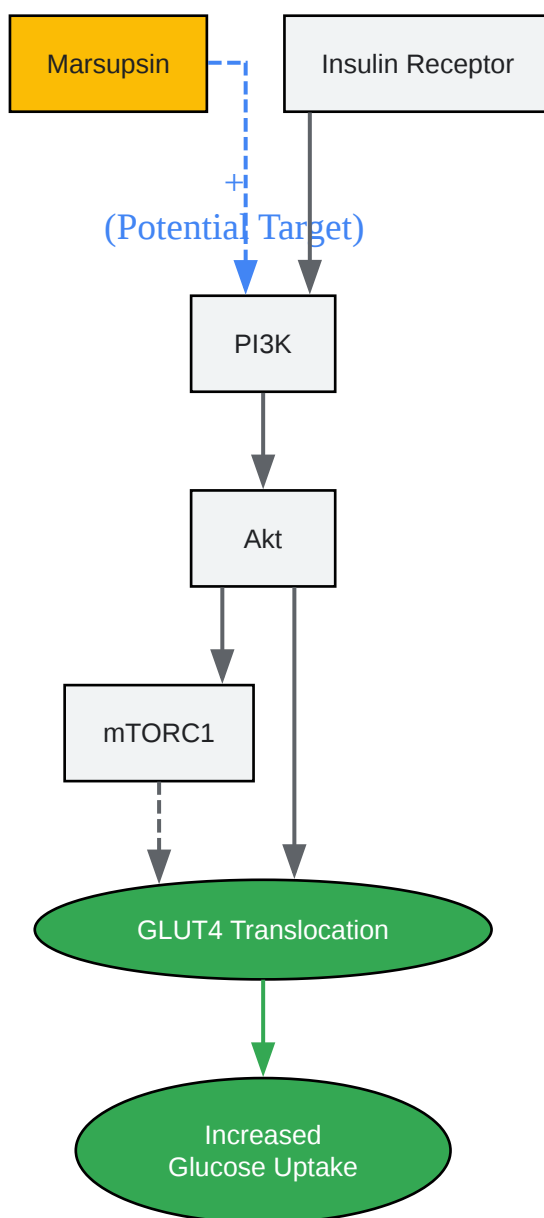 Marsupsin
Insulin Receptor
+
(Potential Target)
PI3K
Akt
mTORC1
GLUT4 Translocation
Increased
Glucose Uptake